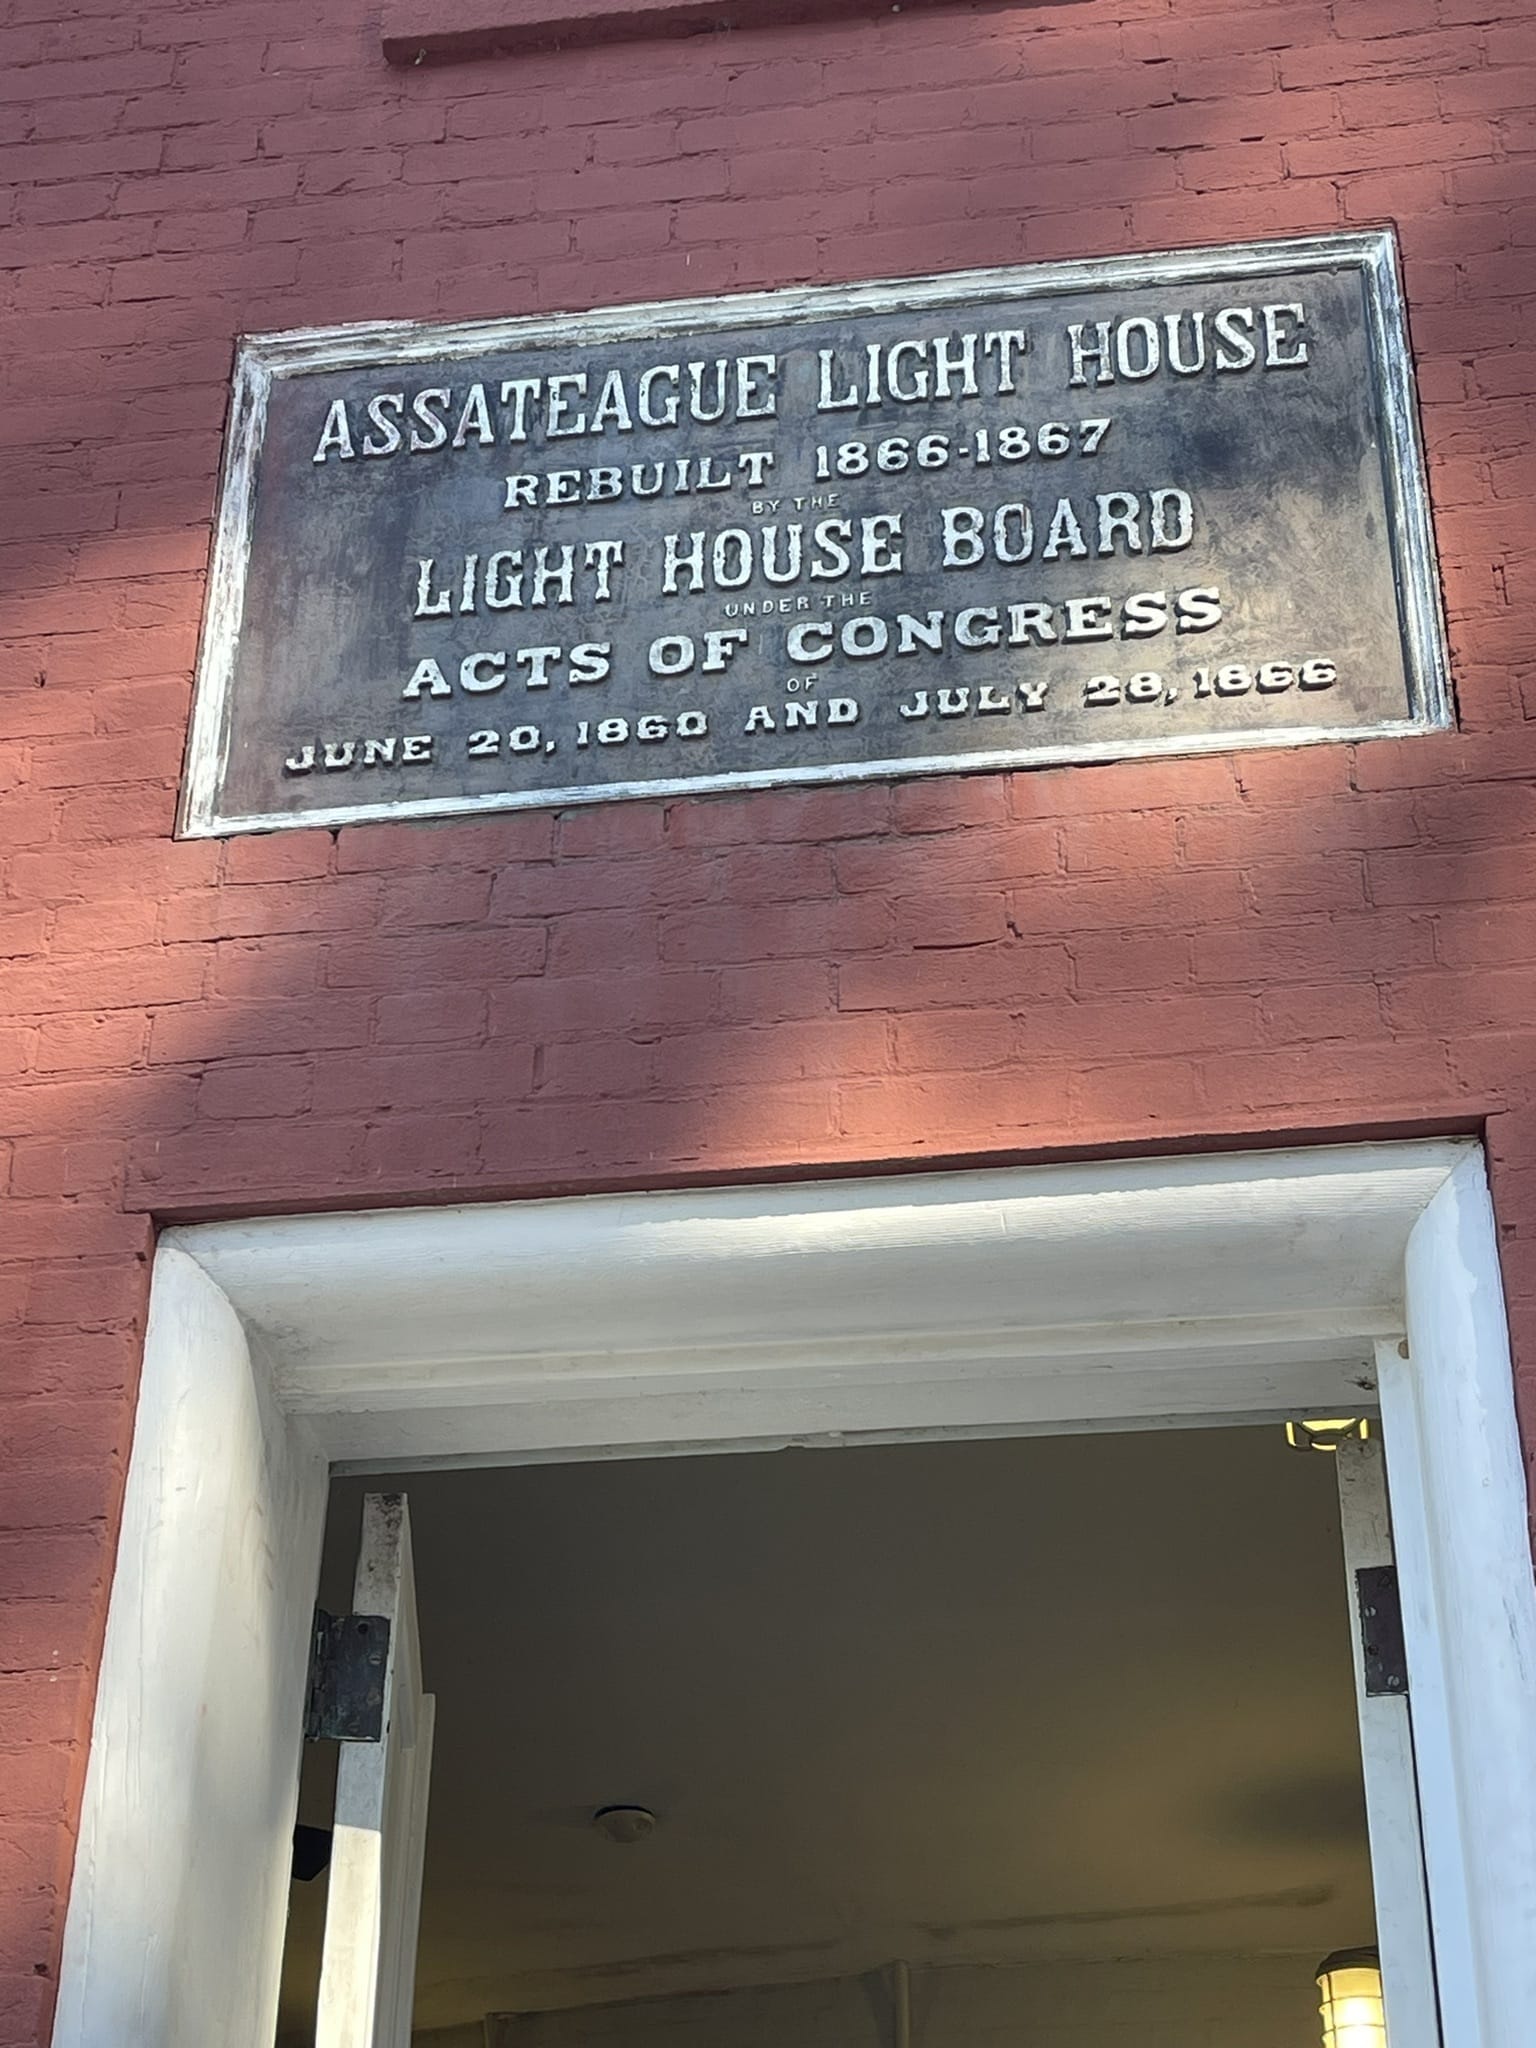 ASSATEAGUE LIGHT HOUSE
REBUILT 1866-1867
BY THE
LIGHT HOUSE BOARD
UNDER THE
ACTS OF CONGRESS
OF
JUNE 20, 1860 AND JULY 28, 1866